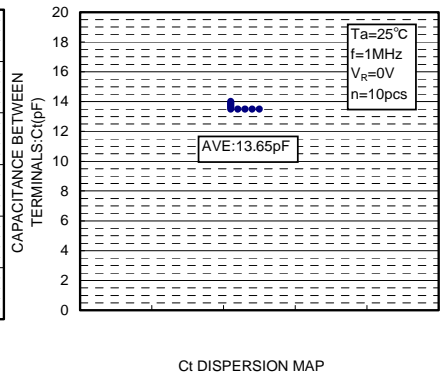 CAPACITANCE BETWEEN
TERMINALS:Ct(pF)
20
18
16
14
12
10
8
6
4
2
0
Ta=25℃
f=1MHz
VR=0V
n=10pcs
AVE:13.65pF
Ct DISPERSION MAP